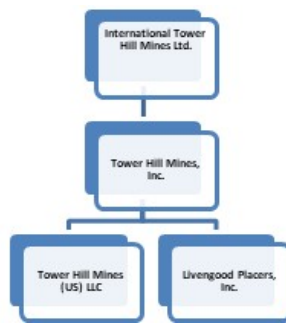 International Tower
Hill Mines Ltd.
Tower Hill Mines,
Inc.
Tower Hill Mines
(US) LLC
Livengood Placers,
Inc.